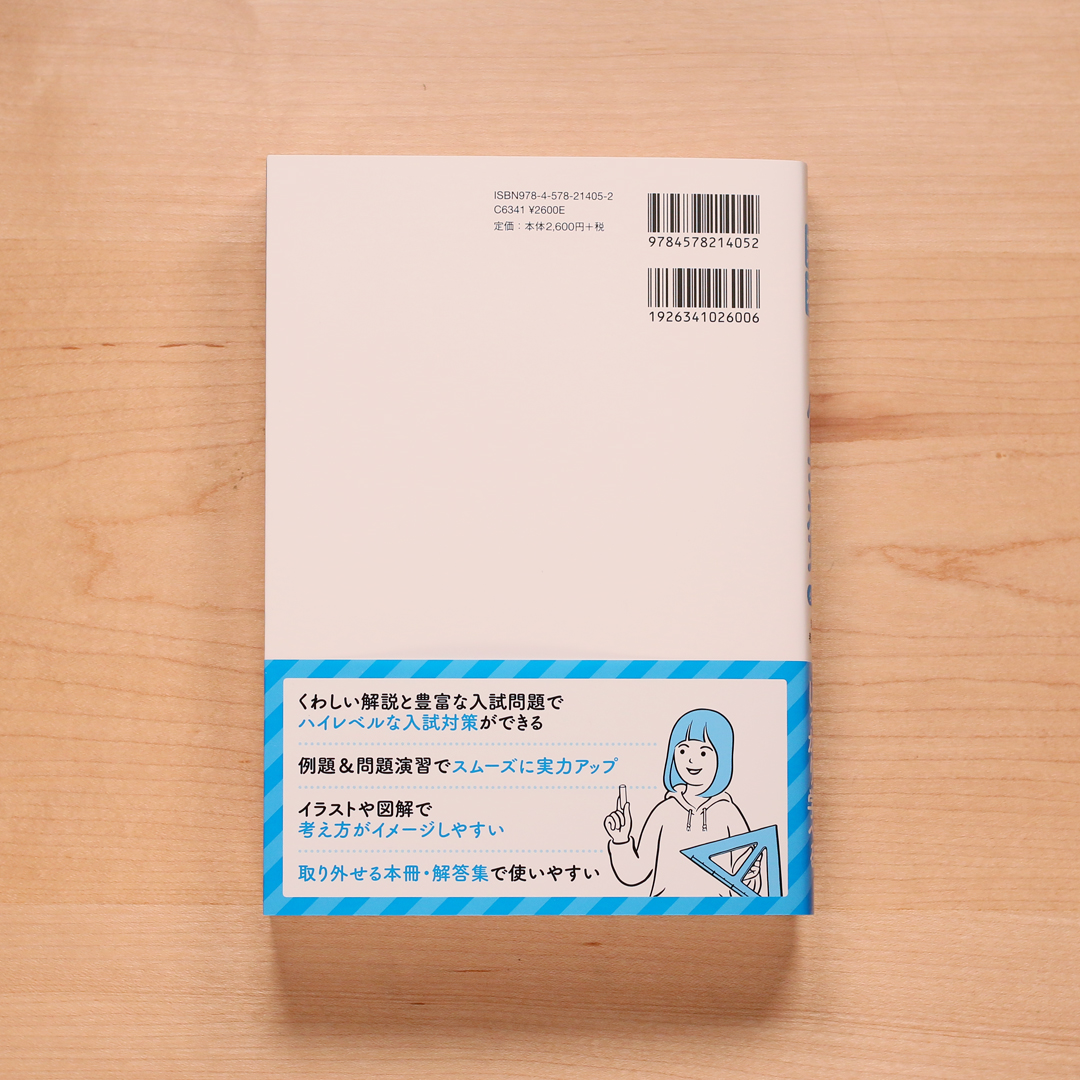 ISBN978-4-578-21405-2
C6341 ¥2600E
定価：本体2,600円+税
9784578214052
1926341026006
くわしい解説と豊富な入試問題で
ハイレベルな入試対策ができる
例題＆問題演習でスムーズに実力アップ
イラストや図解で
考え方がイメージしやすい
取り外せる本冊・解答集で使いやすい